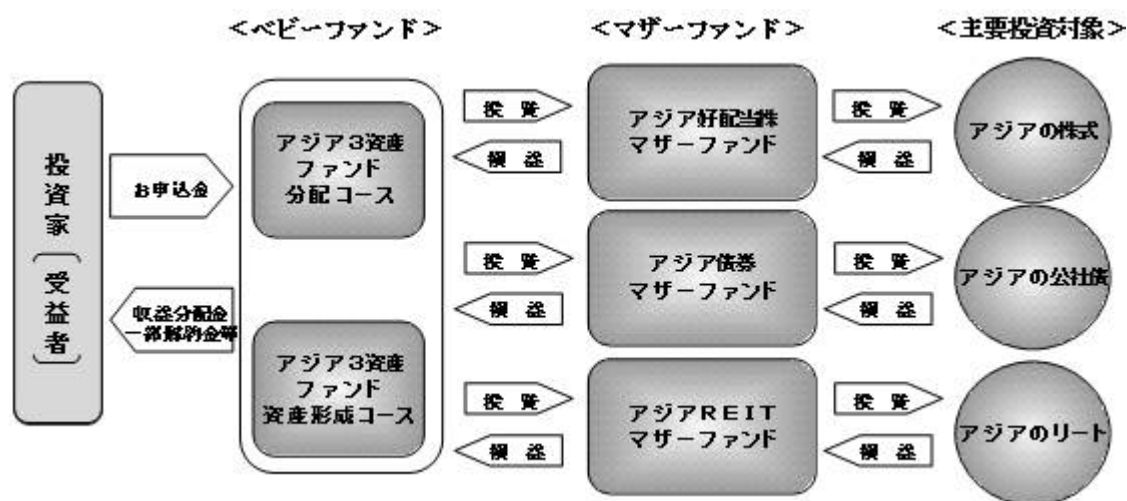 ＜ベビーファンド＞
＜マザーファンド＞
＜主要投資対象＞
投資家
受益者
お申込金
収益分配金
一部解約金等
アジア３資産
ファンド
分配コース
アジア３資産
ファンド
資産形成コース
投資
損益
投資
損益
投資
損益
アジア好配当株
マザーファンド
アジア債券
マザーファンド
アジアＲＥＩＴ
マザーファンド
投資
損益
投資
損益
投資
損益
アジアの株式
アジアの公社債
アジアのリート